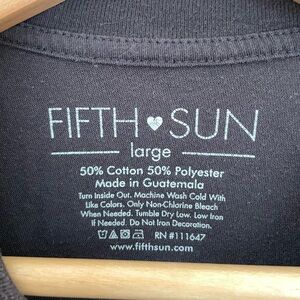 FIFTH SUN
large
50% Cotton 50% Polyester
Made in Guatemala
Turn Inside Out. Machine Wash Cold With
Like Colors. Only Non-Chlorine Bleach
When Needed. Tumble Dry Low. Low Iron
if Needed. Do Not Iron Decoration.
RN #111647
www.fifthsun.com